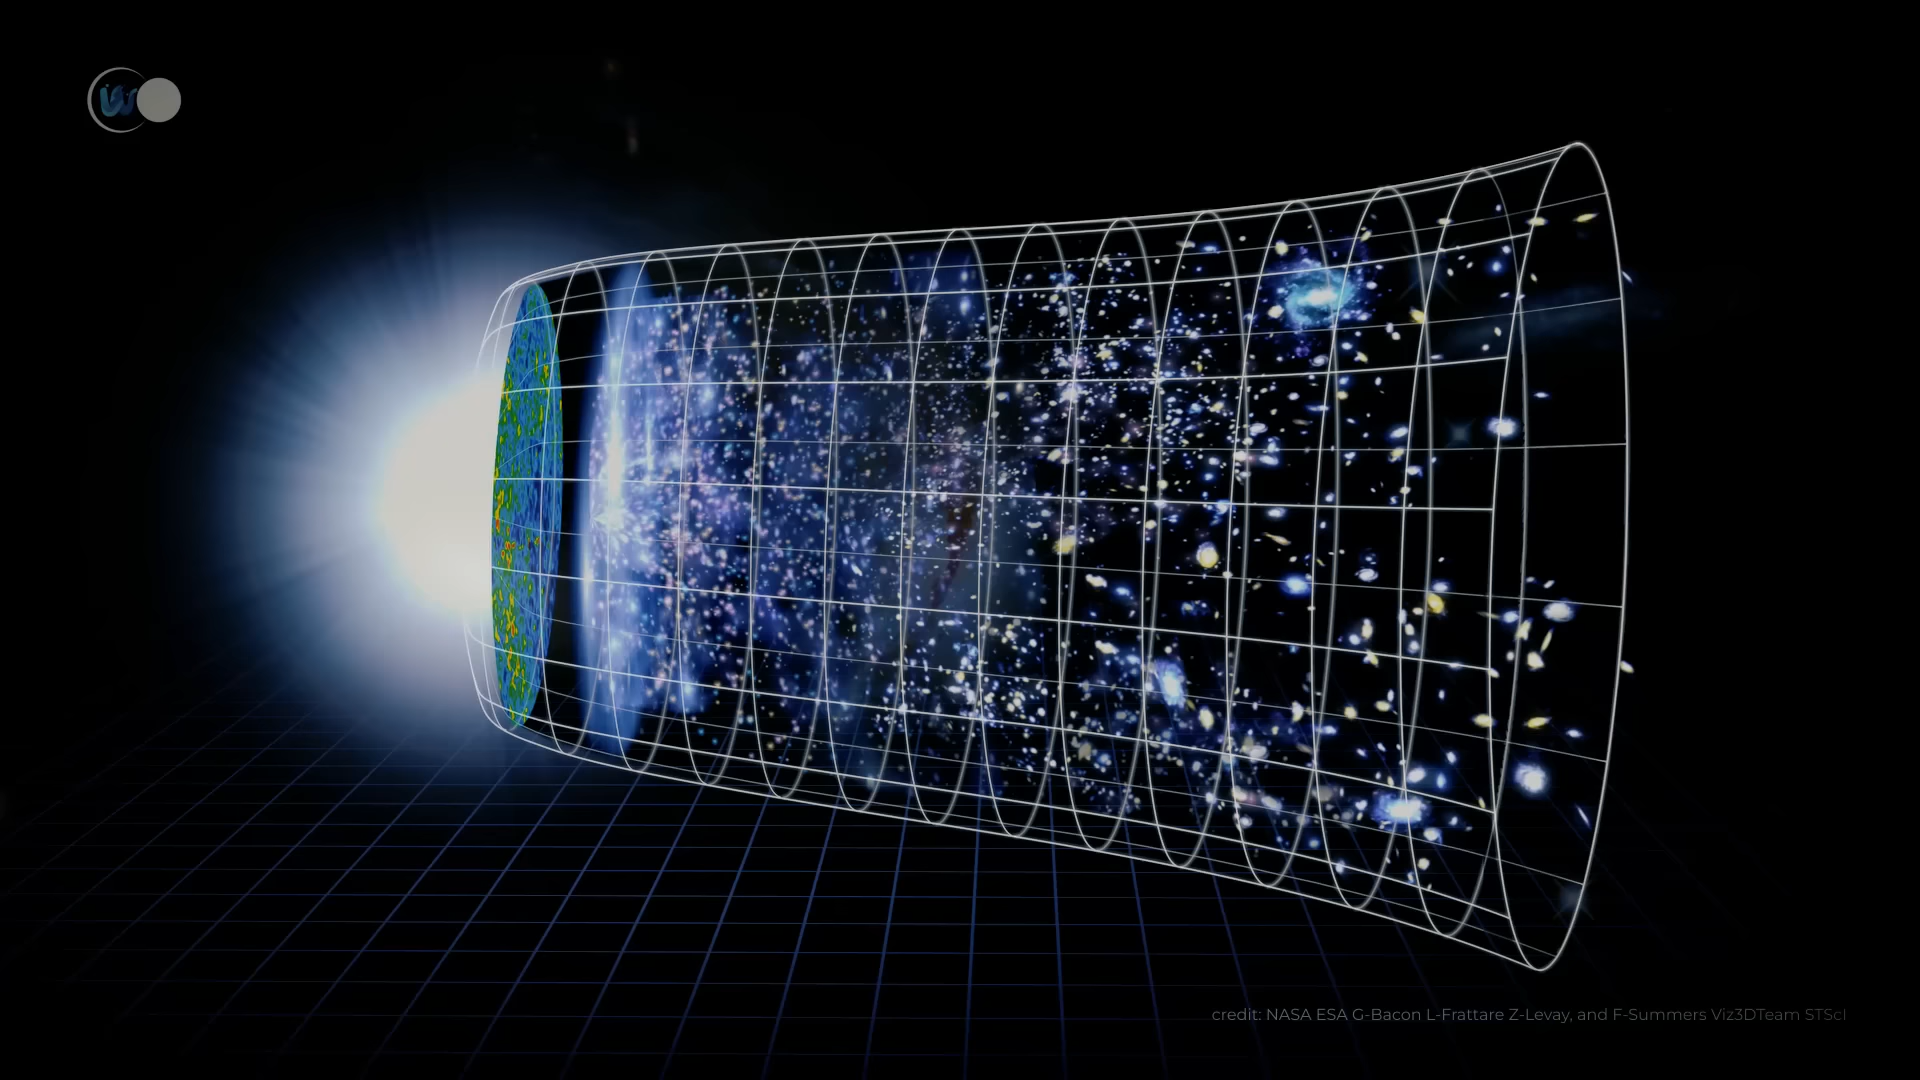 W
credit: NASA ESA G-Bacon L-Frattare Z-Levay, and F-Summers Viz3DTeam STScI